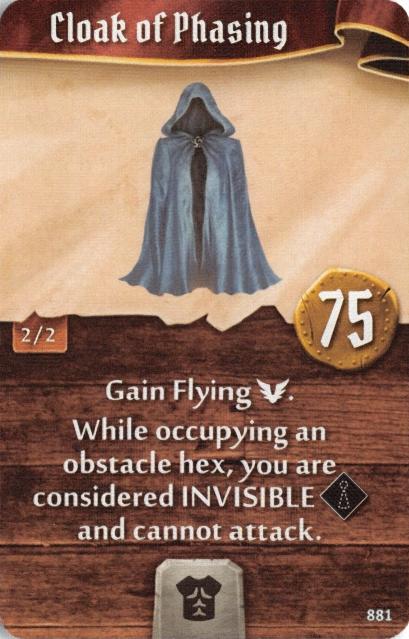 Cloak of Phasing
75
2/2
Gain Flying.
While occupying an
obstacle hex, you are
considered INVISIBLE
and cannot attack.
881